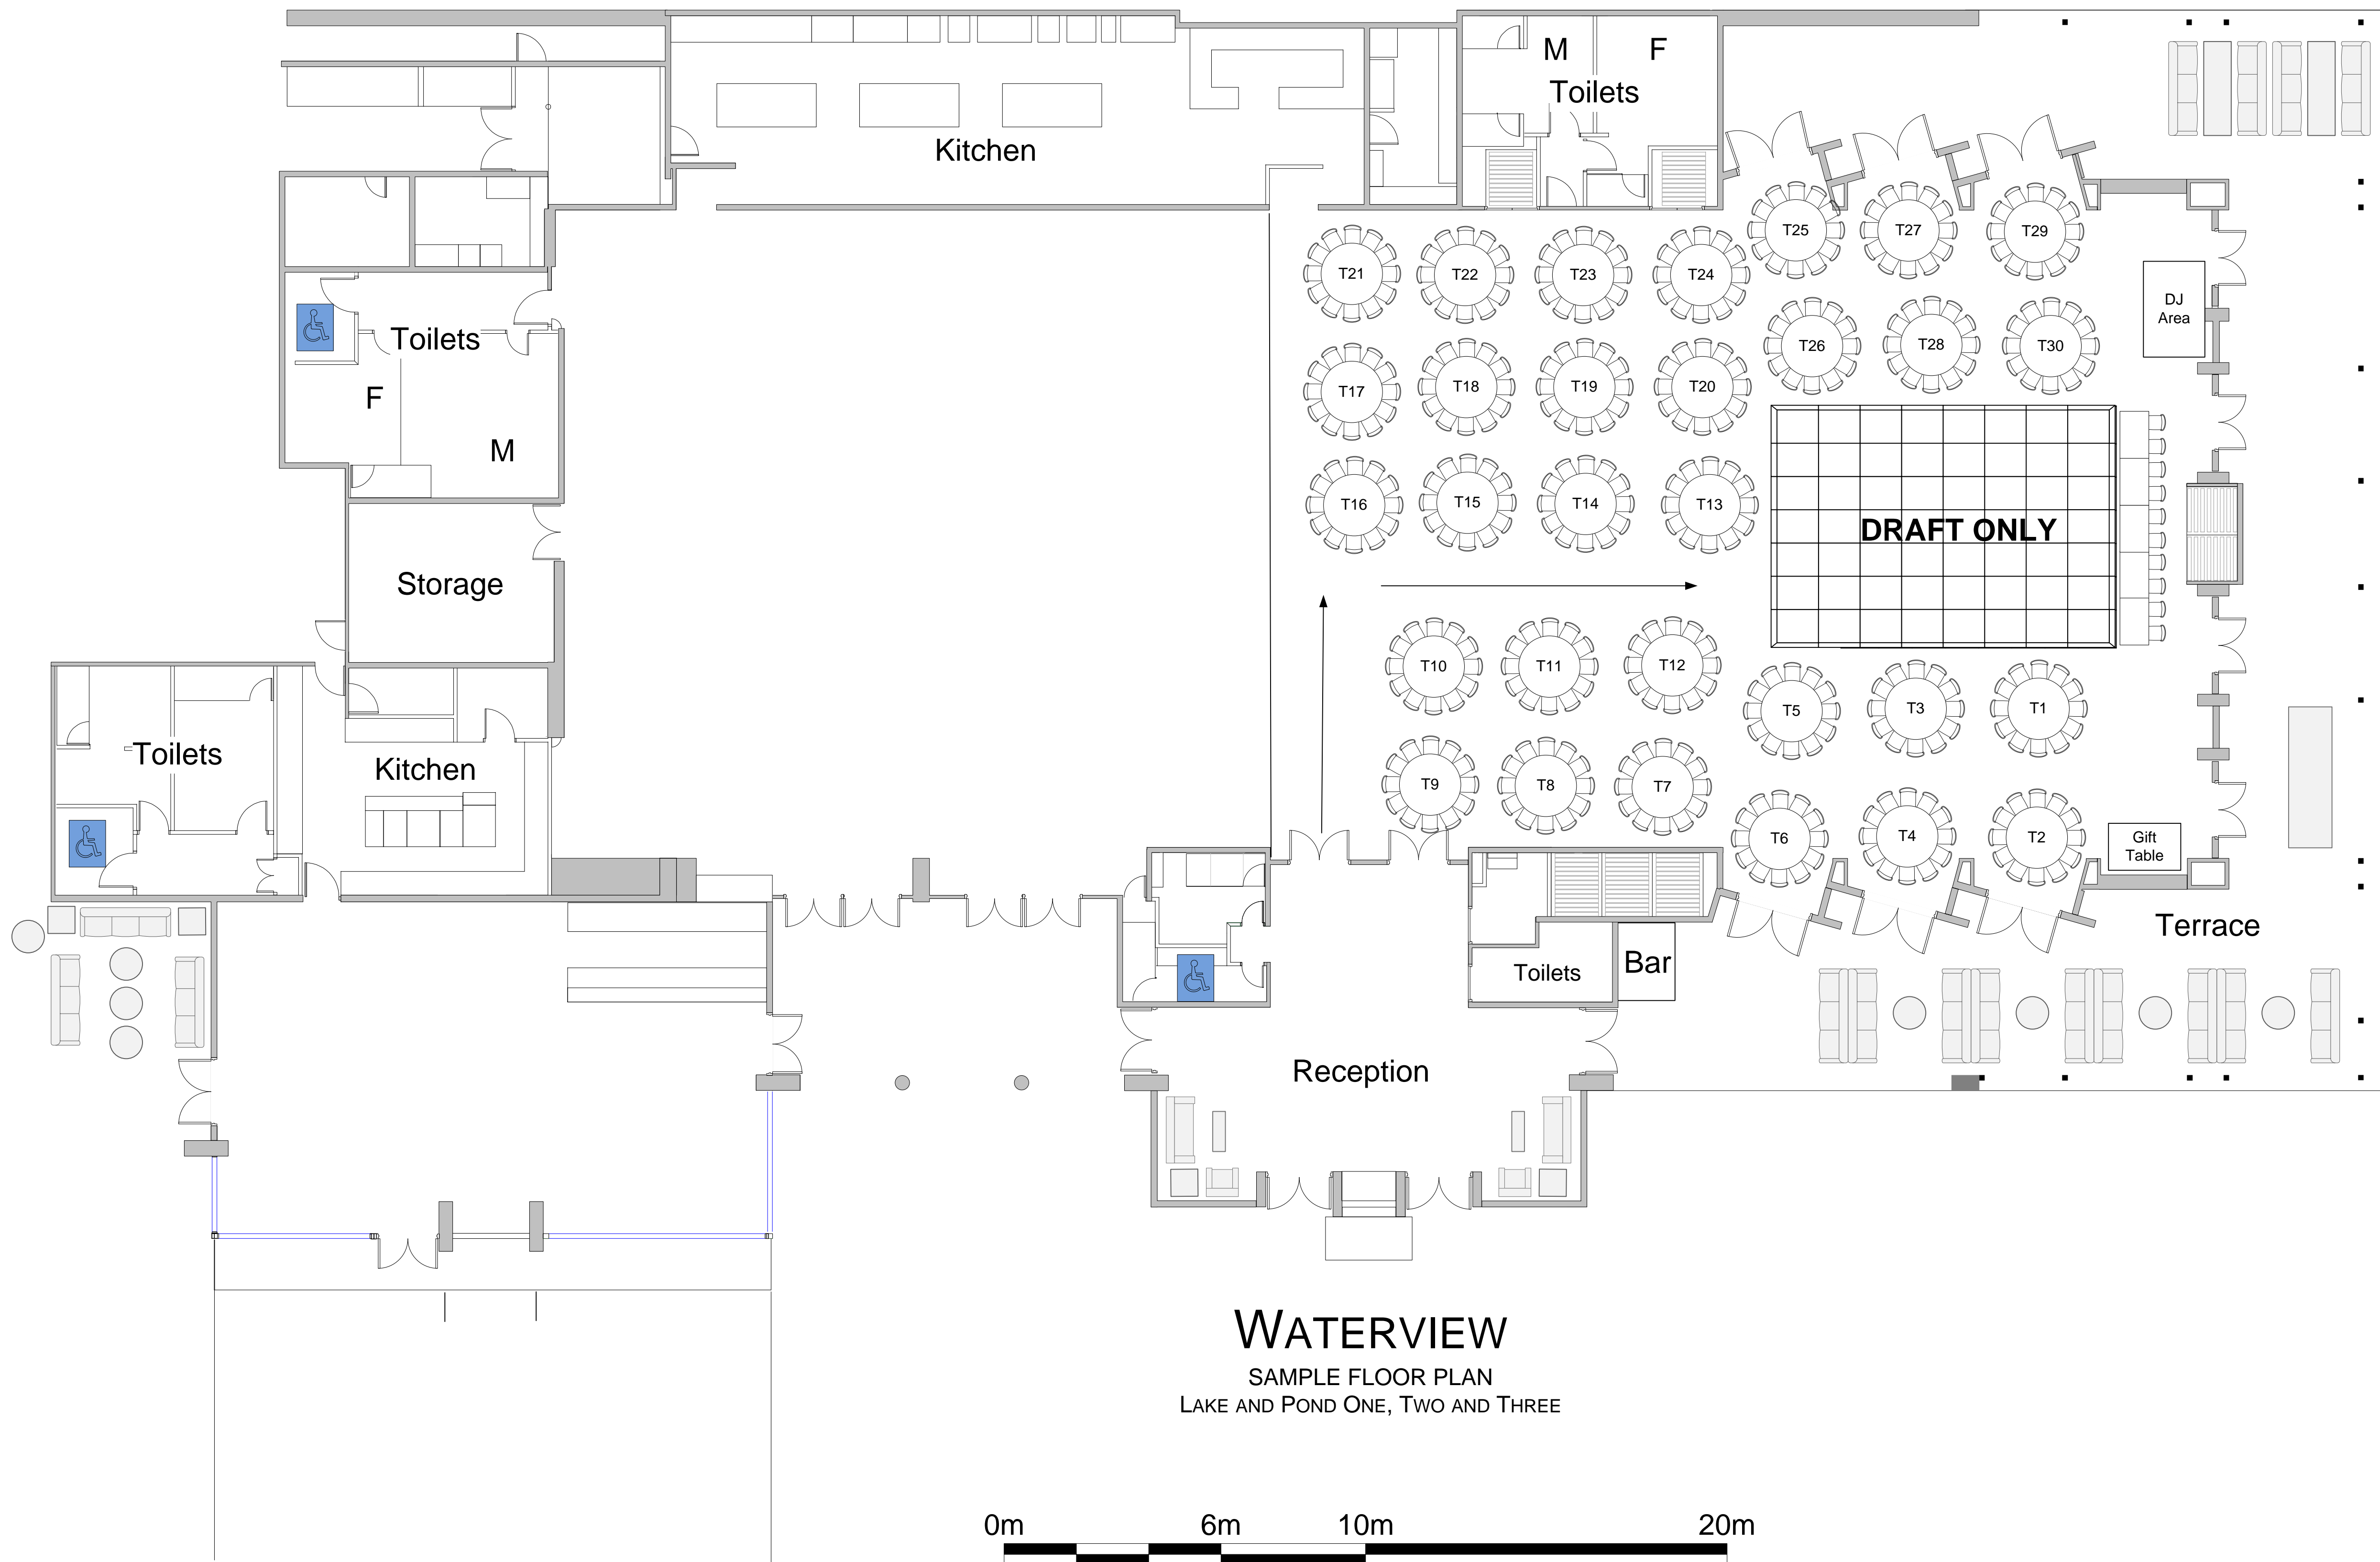 M
F
Toilets
Kitchen
T25
T27
T29
T21
T22
T23
T24
DJ
Area
Toilets
T26
T28
T30
F
T17
T18
T19
T20
M
T16
T15
T14
T13
DRAFT ONLY
Storage
T10
T11
T12
T5
T3
T1
Toilets
Kitchen
T9
T8
T7
T6
T4
T2
Gift
Table
Terrace
Toilets
Bar
Reception
WATERVIEW
SAMPLE FLOOR PLAN
LAKE AND POND ONE, TWO AND THREE
0m
6m
10m
20m